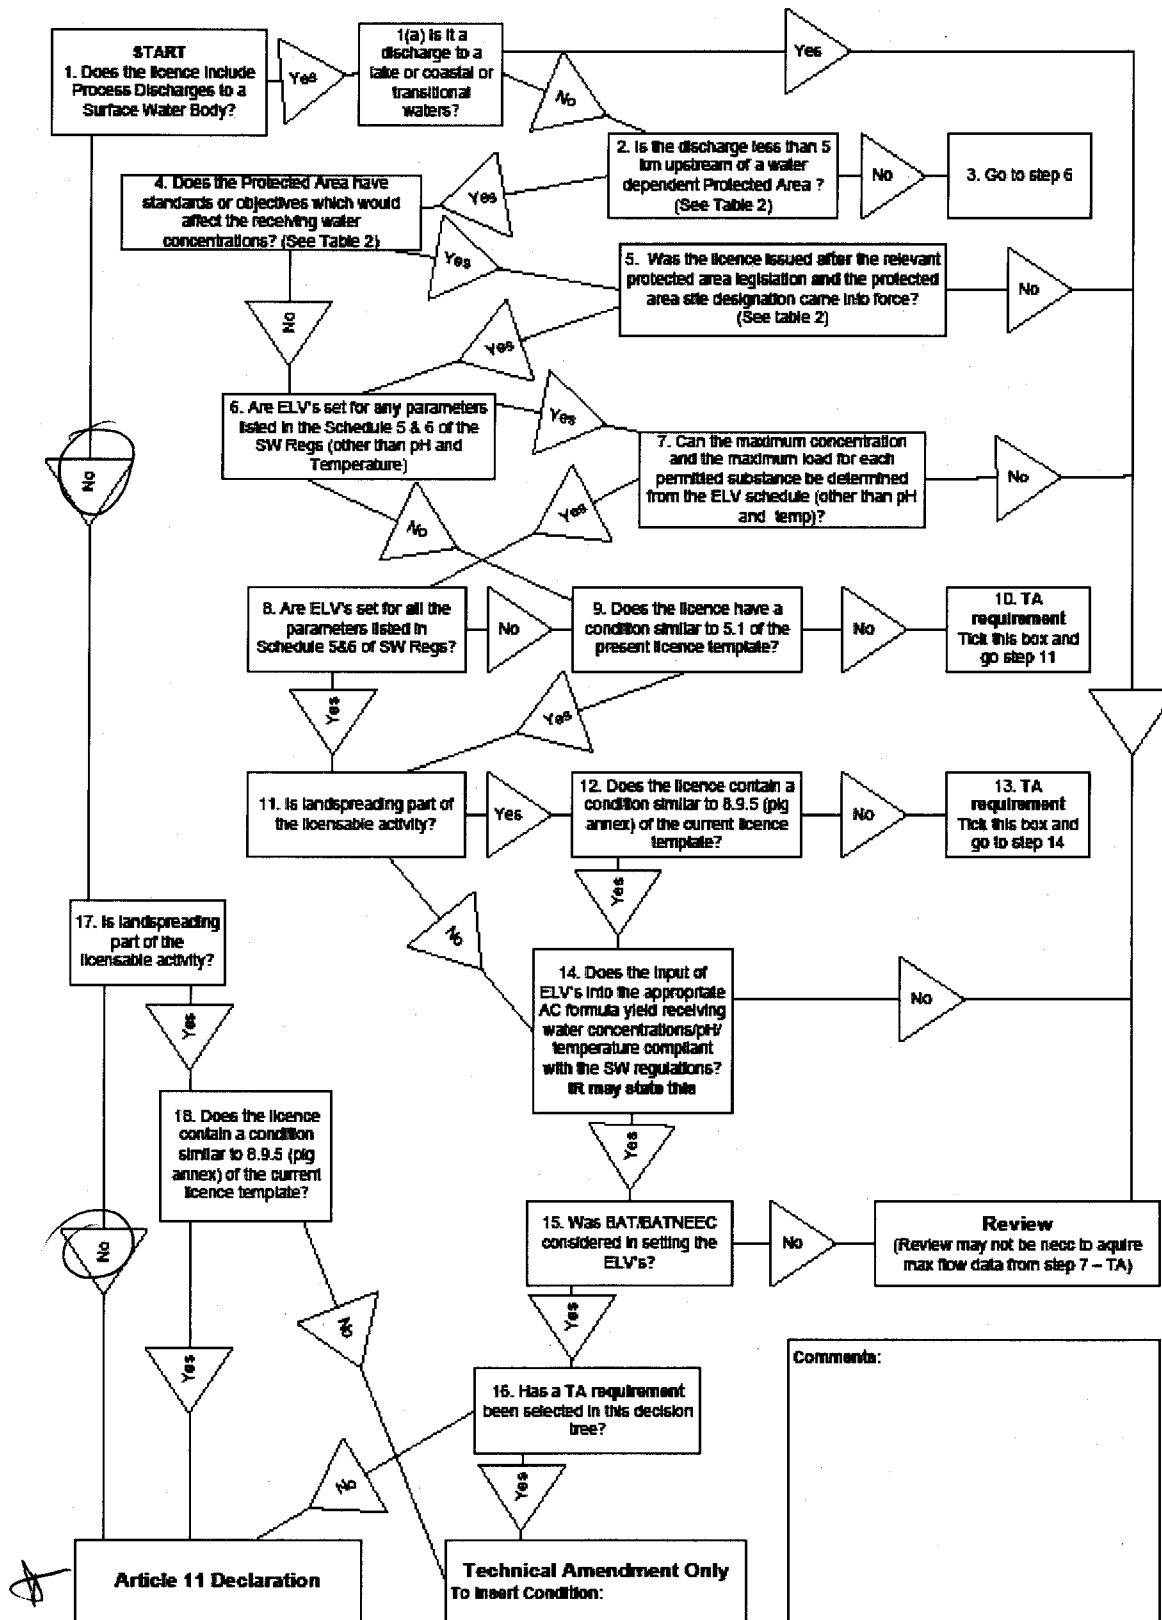 START
1. Does the licence include
Process Discharges to a
Surface Water Body?
Yes
1(a) Is it a
discharge to a
lake or coastal or
transitional
waters?
Yes
No
2. Is the discharge less than 5
km upstream of a water
dependent Protected Area ?
(See Table 2)
No
3. Go to step 6
Yes
4. Does the Protected Area have
standards or objectives which would
affect the receiving water
concentrations? (See Table 2)
Yes
No
5. Was the licence issued after the relevant
protected area legislation and the protected
area site designation came into force?
(See table 2)
No
Yes
6. Are ELV's set for any parameters
listed in the Schedule 5 & 6 of the
SW Regs (other than pH and
Temperature)
Yes
No
7. Can the maximum concentration
and the maximum load for each
permitted substance be determined
from the ELV schedule (other than pH
and temp)?
No
Yes
No
8. Are ELV's set for all the
parameters listed in
Schedule 5&6 of SW Regs?
No
9. Does the licence have a
condition similar to 5.1 of the
present licence template?
No
10. TA
requirement
Tick this box and
go step 11
Yes
Yes
11. Is landspreading part of
the licensable activity?
Yes
12. Does the licence contain a
condition similar to 8.9.5 (pig
annex) of the current licence
template?
No
13. TA
requirement
Tick this box and
go to step 14
Yes
No
17. Is landspreading
part of the
licensable activity?
Yes
14. Does the input of
ELV's into the appropriate
AC formula yield receiving
water concentrations/pH/
temperature compliant
with the SW regulations?
IR may state this
No
Yes
18. Does the licence
contain a condition
similar to 8.9.5 (pig
annex) of the current
licence template?
No
15. Was BAT/BATNEEC
considered in setting the
ELV's?
No
Review
(Review may not be necc to aquire
max flow data from step 7 – TA)
Yes
No
Yes
16. Has a TA requirement
been selected in this decision
tree?
Comments:
No
Yes
Article 11 Declaration
Technical Amendment Only
To Insert Condition: